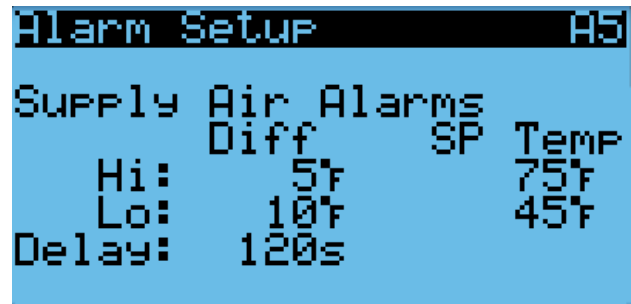 Alarm Setup A5
Supply Air Alarms
Diff SP Temp
Hi: 5°F 75°F
Lo: 10°F 45°F
Delay: 120s